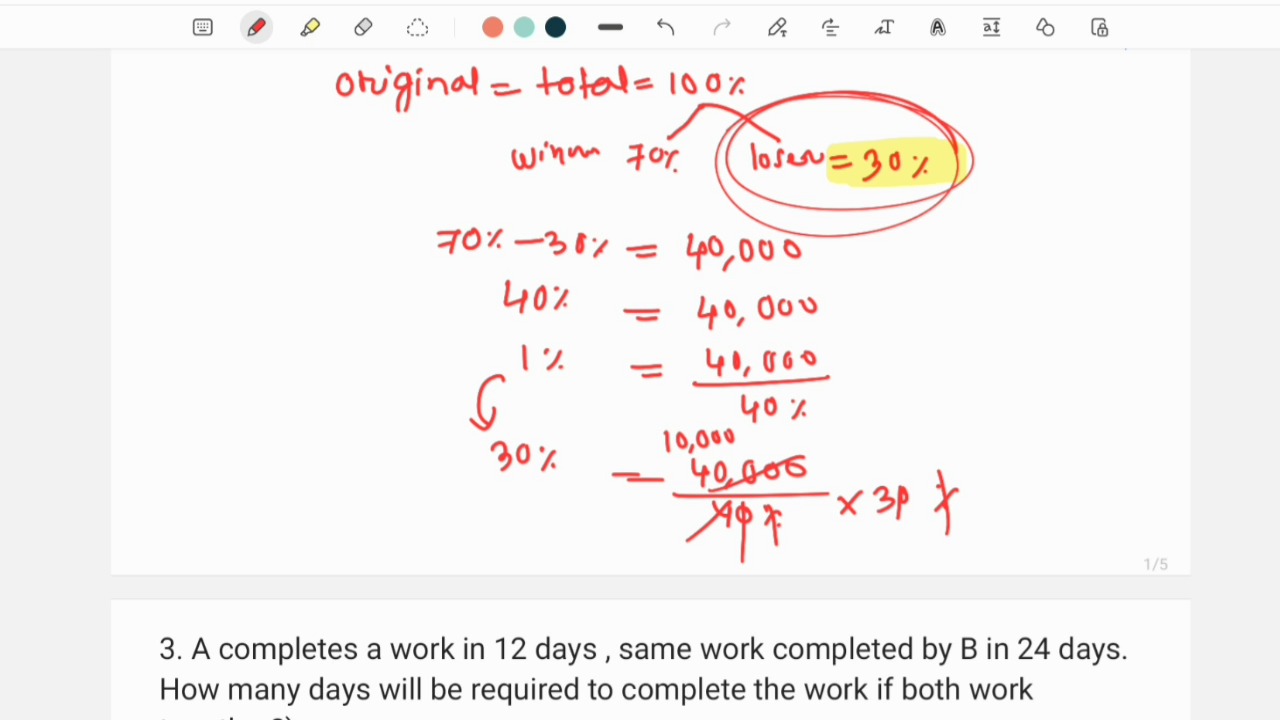 original = total = 100%
70% loser = 30%
70% - 30% = 40,000
40% = 40,000
1% = 40,000
40%
10,000
30% = 40,000
40% × 30%
1/5
3. A completes a work in 12 days , same work completed by B in 24 days.
How many days will be required to complete the work if both work